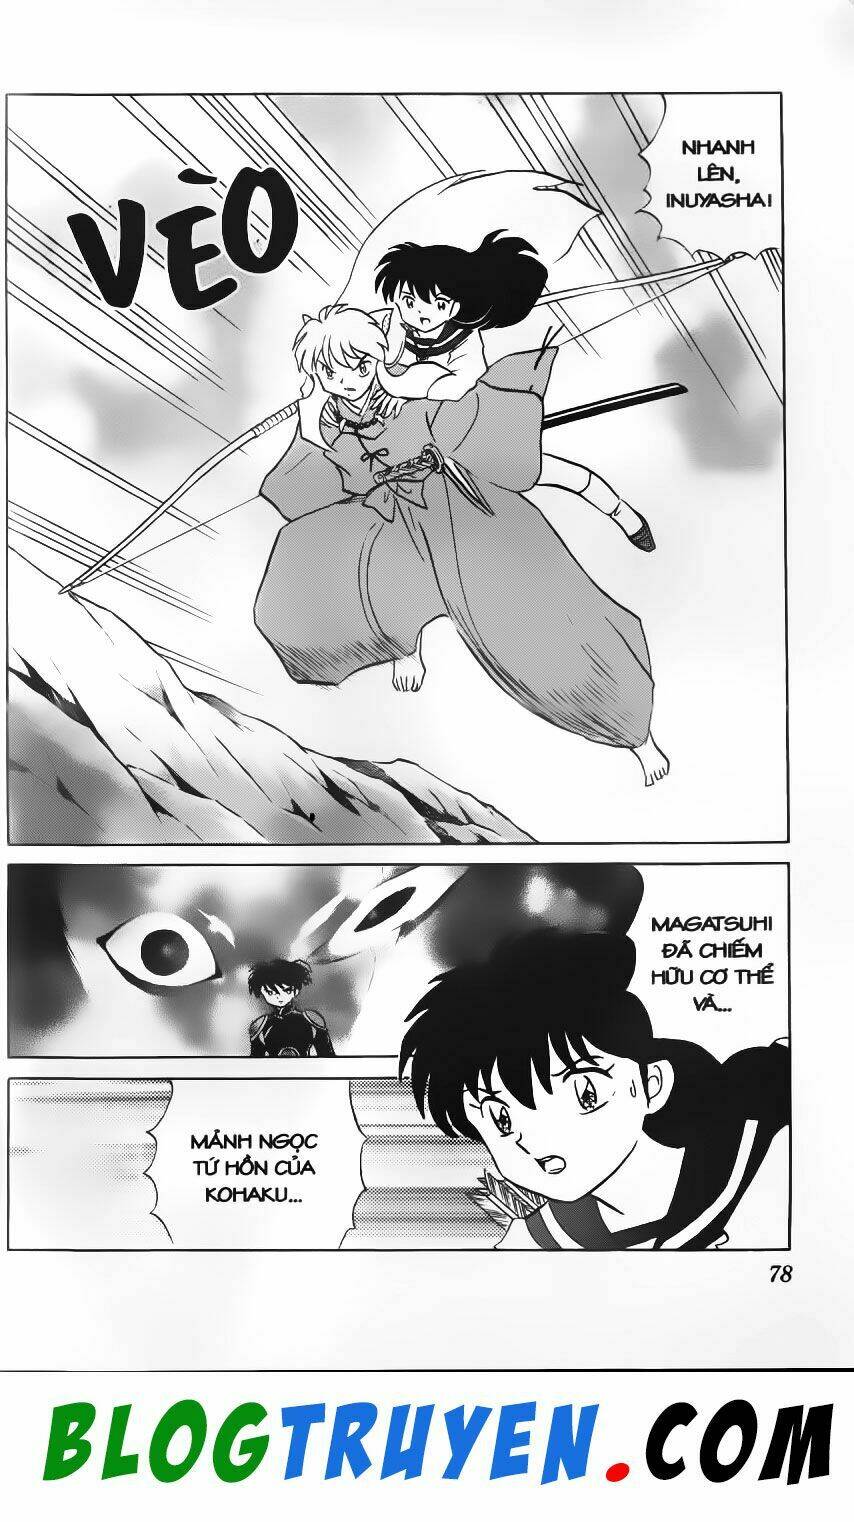 NHANH
LÊN,
INUYASHA!
VÈO
MAGATSUHI
ĐÃ CHIẾM
HỮU CƠ THỂ
VÀ...
MẢNH NGỌC
TỨ HỒN CỦA
KOHAKU...
78
BLOGTRUYEN.COM